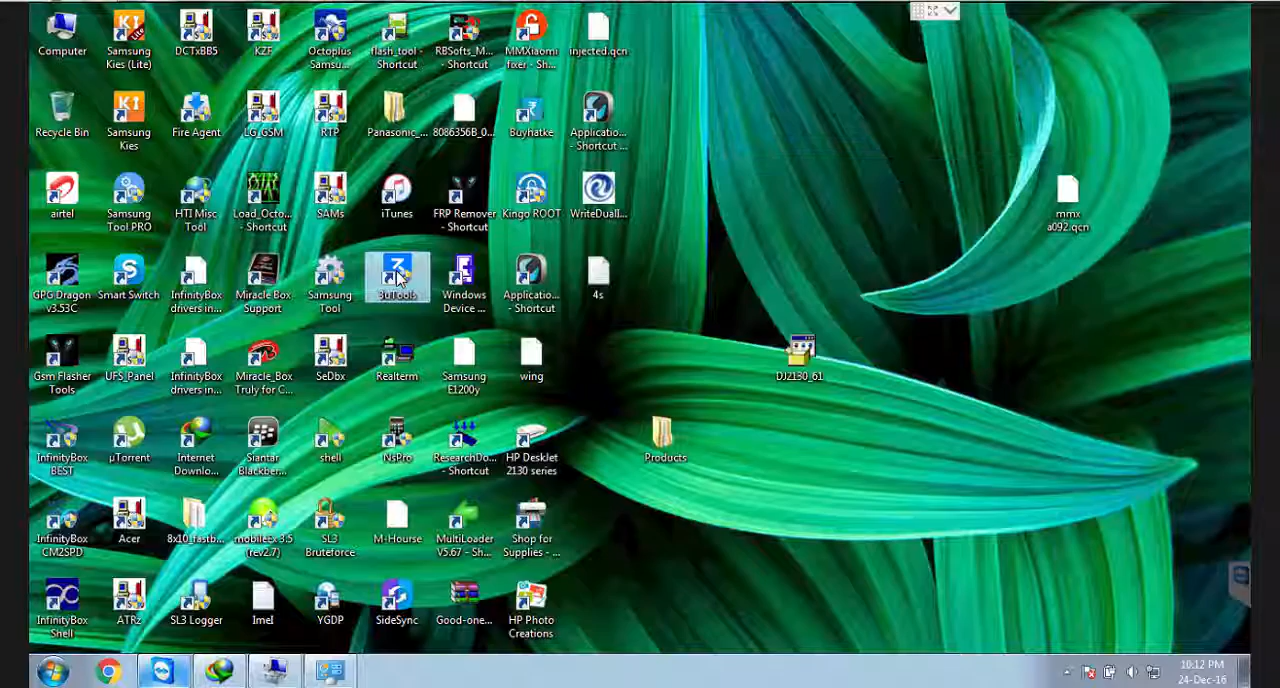 Computer
Samsung
Kies (Lite)
DCTxBB5
KZF
Octoplus
Samsu...
flash_tool -
Shortcut
RBSofts_M...
- Shortcut
MMXiaomi
fixer - Sh...
injected.qcn
Recycle Bin
Samsung
Kies
Fire Agent
LG_GSM
RTP
Panasonic_...
8086356B_0...
Buyhatke
Applicatio...
- Shortcut ...
airtel
Samsung
Tool PRO
HTI Misc
Tool
Load_Octo...
- Shortcut
SAMs
iTunes
FRP Remover
- Shortcut
Kingo ROOT
WriteDuall...
mmx
a092.qcn
GPG Dragon
v3.53C
Smart Switch
InfinityBox
drivers in...
Miracle Box
Support
Samsung
Tool
3uTools
Windows
Device ...
Applicatio...
- Shortcut
4s
Gsm Flasher
Tools
UFS_Panel
InfinityBox
drivers in...
Miracle_Box
Truly for C...
SeDbx
Realterm
Samsung
E1200y
wing
DJ2130_61
InfinityBox
BEST
µTorrent
Internet
Downlo...
Siantar
Blackber...
shell
NsPro
ResearchDo...
- Shortcut
HP DeskJet
2130 series
Products
InfinityBox
CM2SPD
Acer
8x10_fastb...
mobileex 3.5
(rev2.7)
SL3
Bruteforce
M-Hourse
MultiLoader
V5.67 - Sh...
Shop for
Supplies - ...
InfinityBox
Shell
ATRz
SL3 Logger
Imei
YGDP
SideSync
Good-one...
HP Photo
Creations
10:12 PM
24-Dec-16